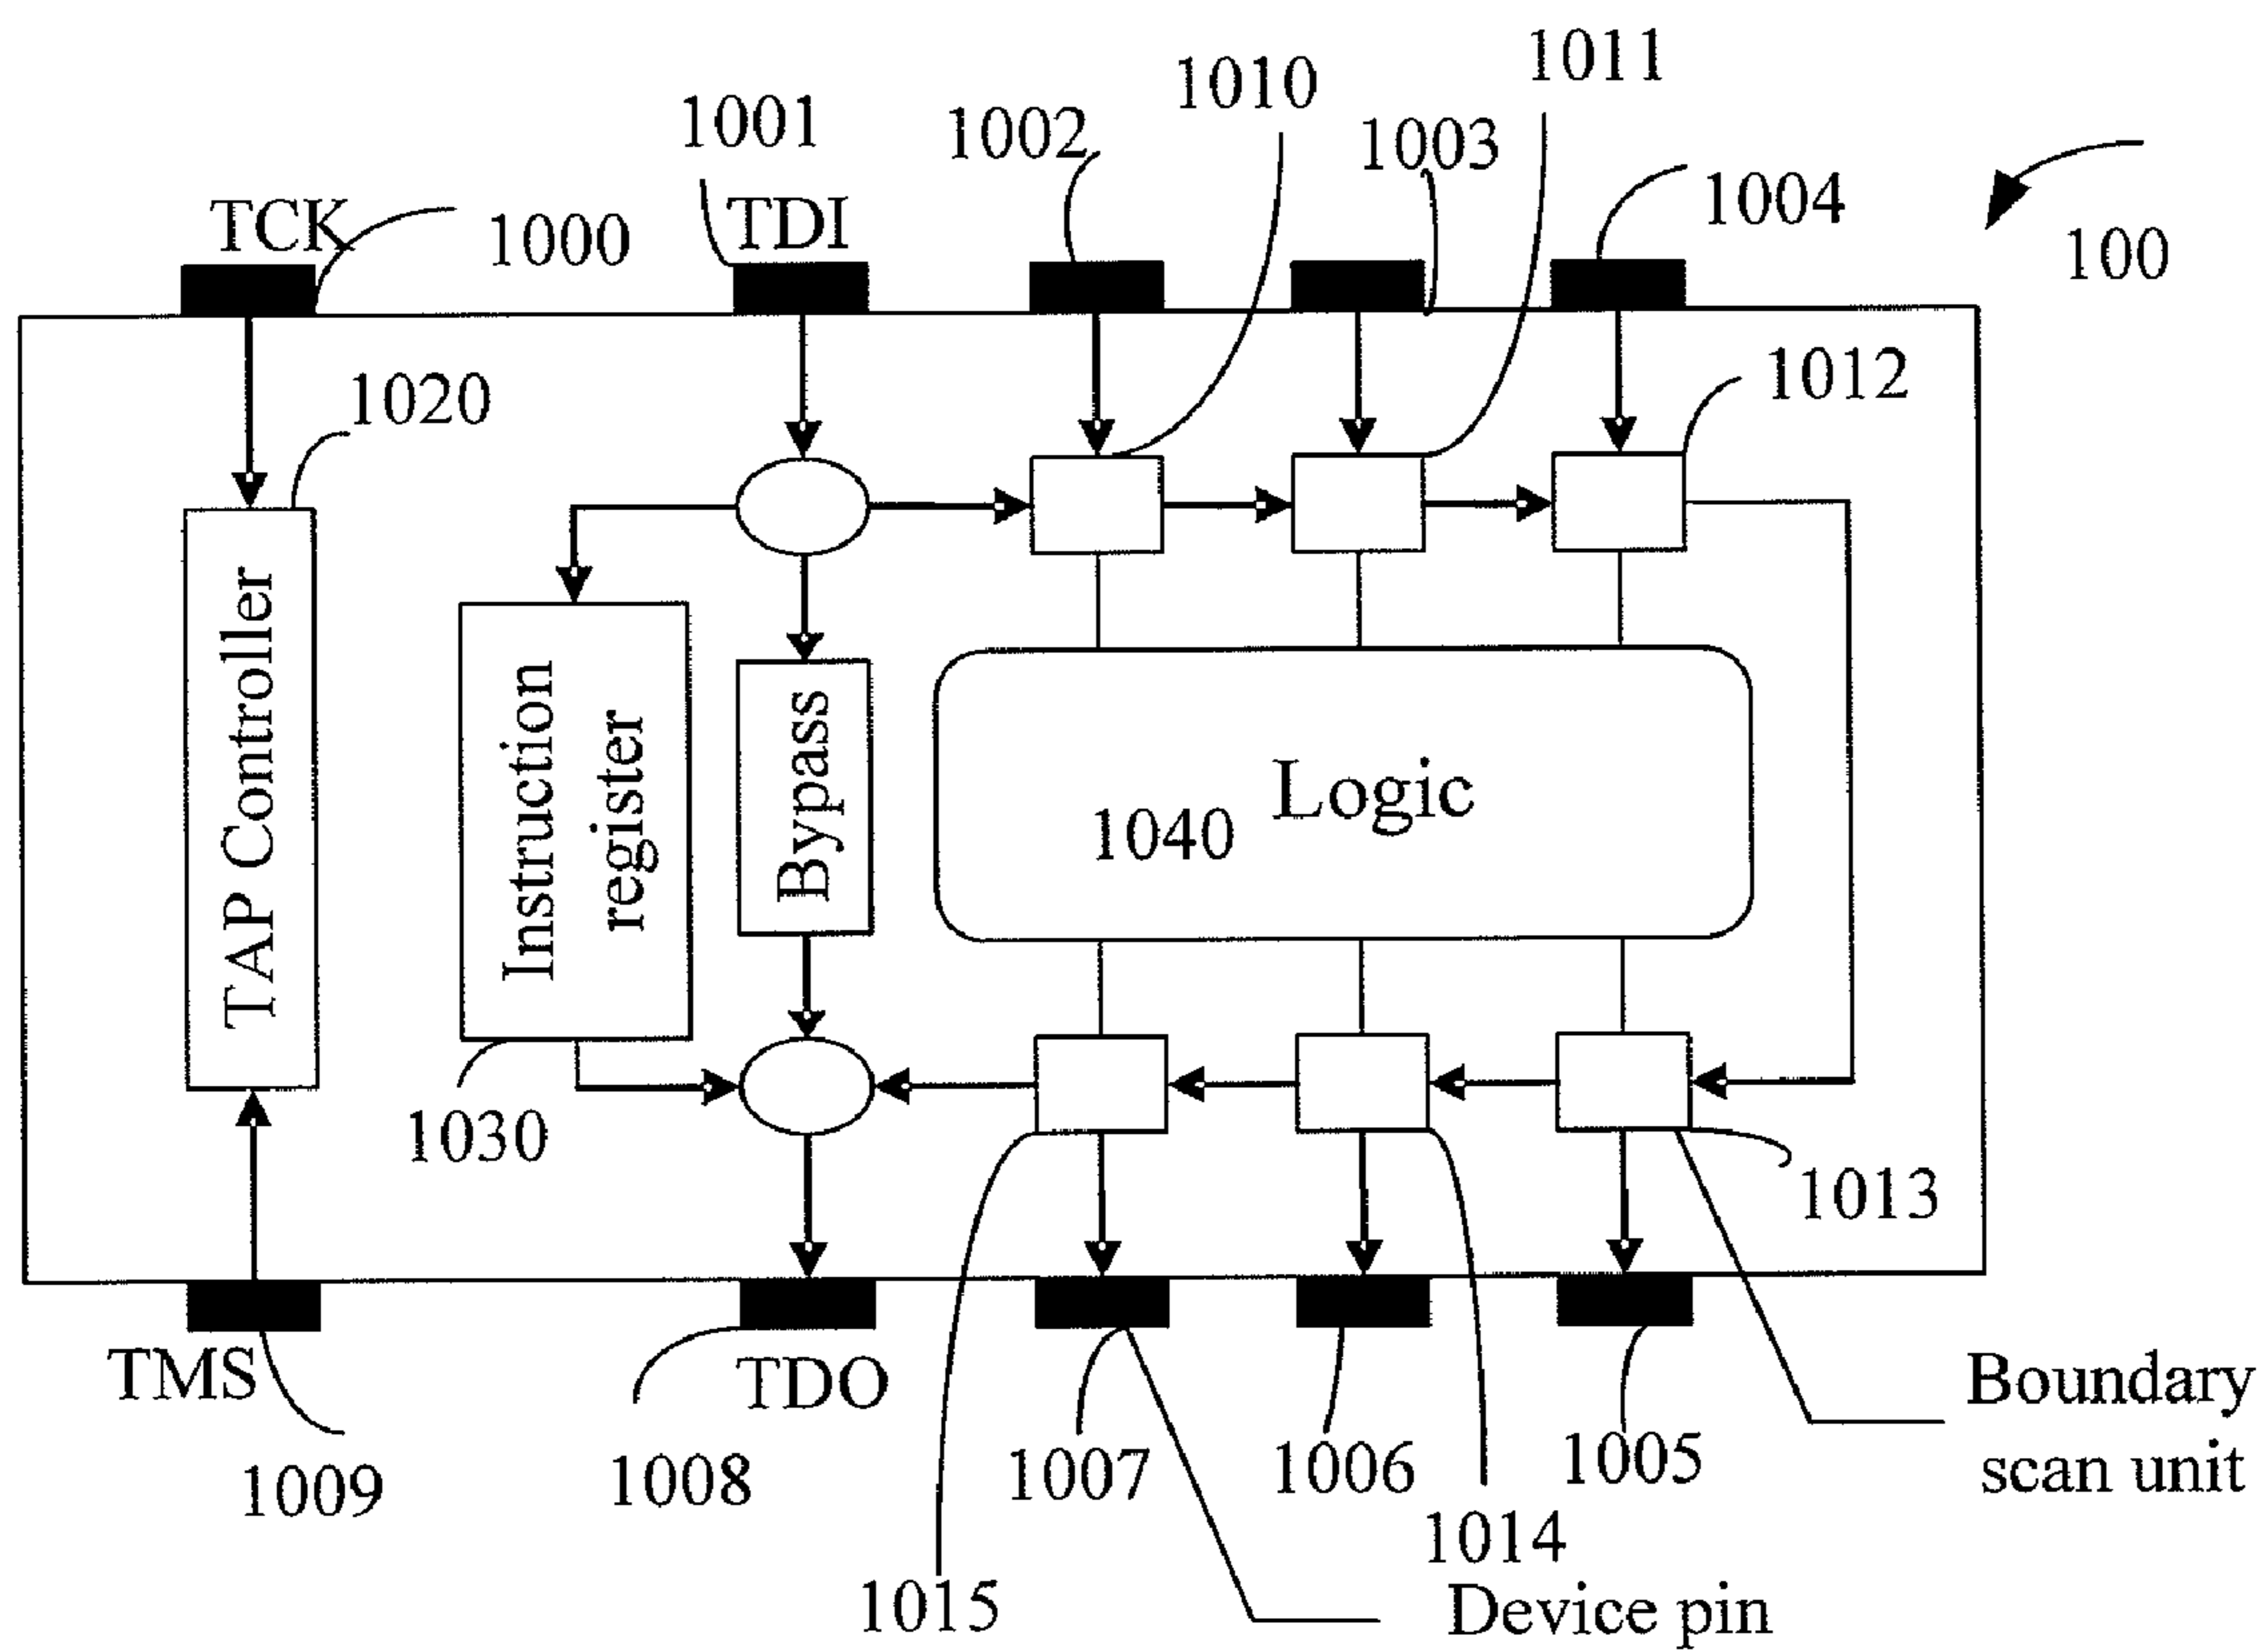 1011
1010
1001
1002
1003
1004
TCK
1000
TDI
100
1020
1012
TAP Controller
Instruction
register
Bypass
Logic
1040
1030
1013
TMS
TDO
1009
1008
1007
1006
1005
Boundary
scan unit
1014
1015
Device pin